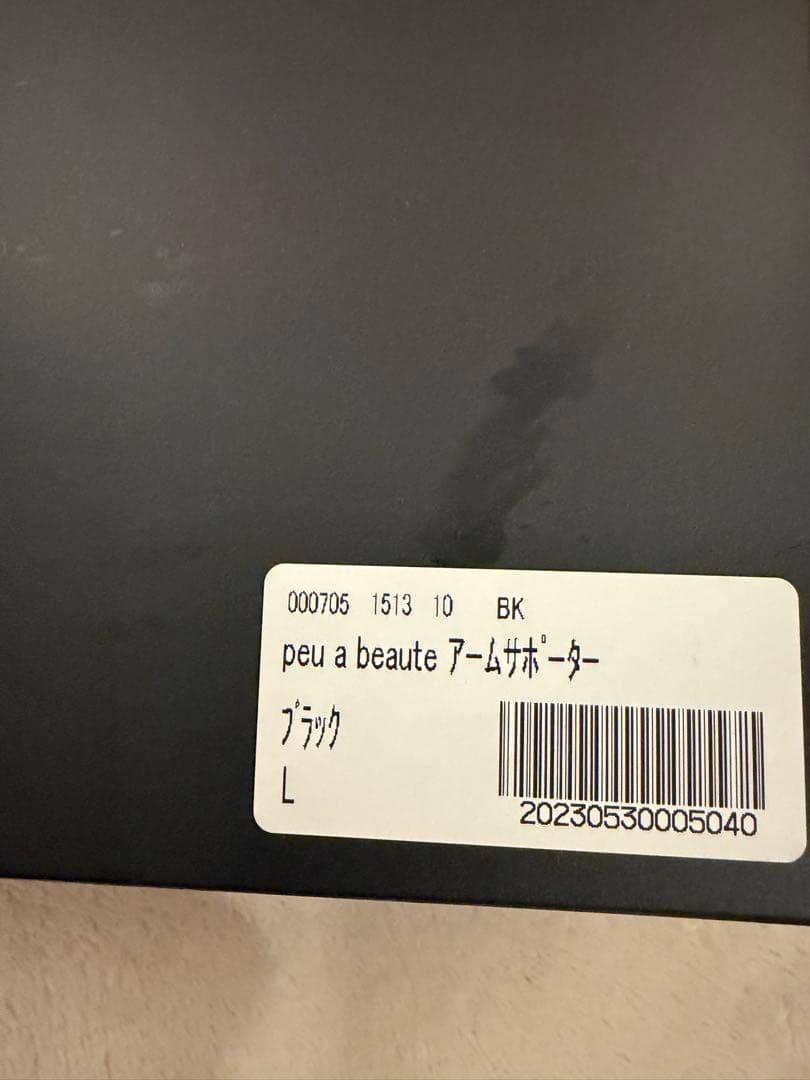 000705 1513 10 BK
peu a beaute ｱｰﾑｻﾎﾟｰﾀｰ
ﾌﾞﾗｯｸ
L
20230530005040